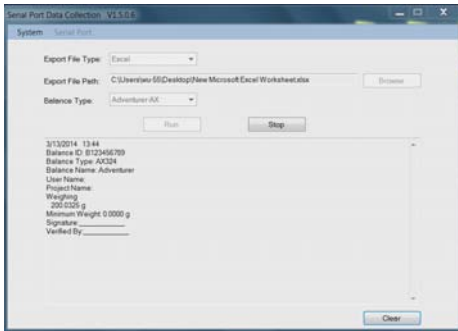 Serial Port Data Collection V1.5.0.6
System Serial Port
Export File Type: Excel
Export File Path: C:\Users\wu-55\Desktop\New Microsoft Excel Worksheet.xlsx Browse
Balance Type: Adventurer AX
Run Stop
3/13/2014 13:44
Balance ID: B123456789
Balance Type: AX324
Balance Name: Adventurer
User Name:
Project Name:
Weighing
200.0325 g
Minimum Weight: 0.0000 g
Signature:___________
Verified By:___________
Clear